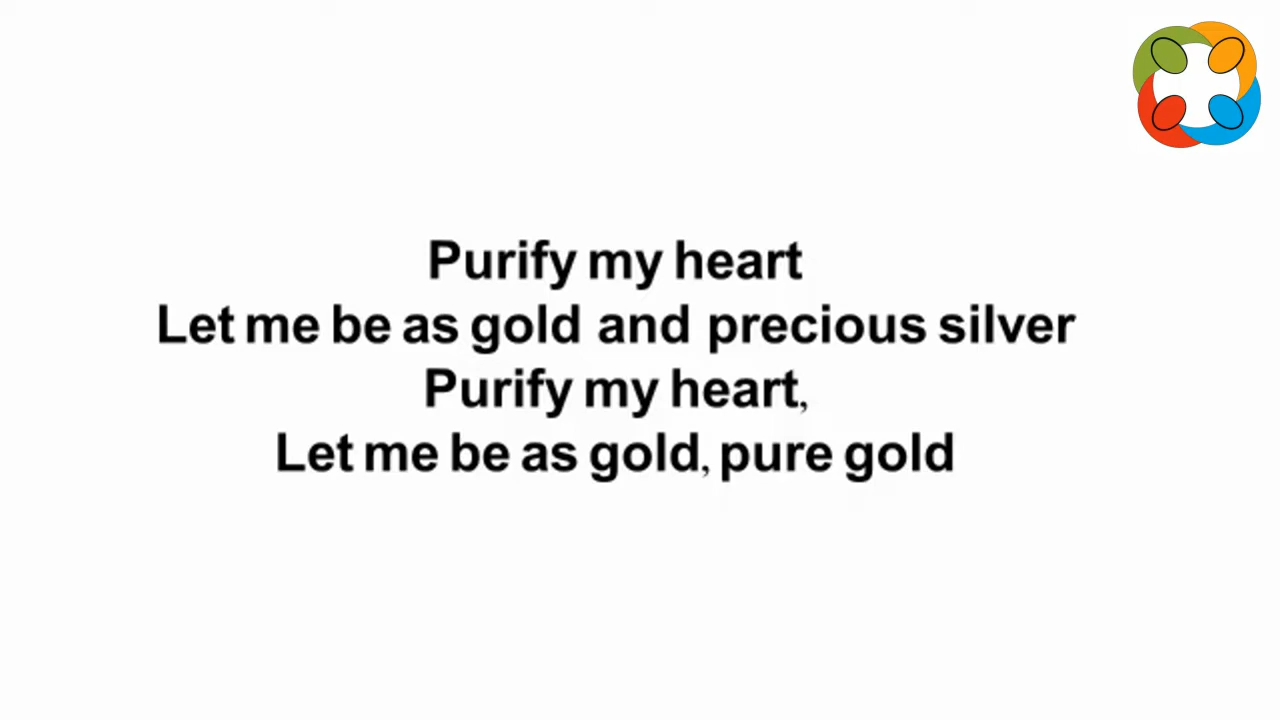 Purify my heart
Let me be as gold and precious silver
Purify my heart,
Let me be as gold, pure gold